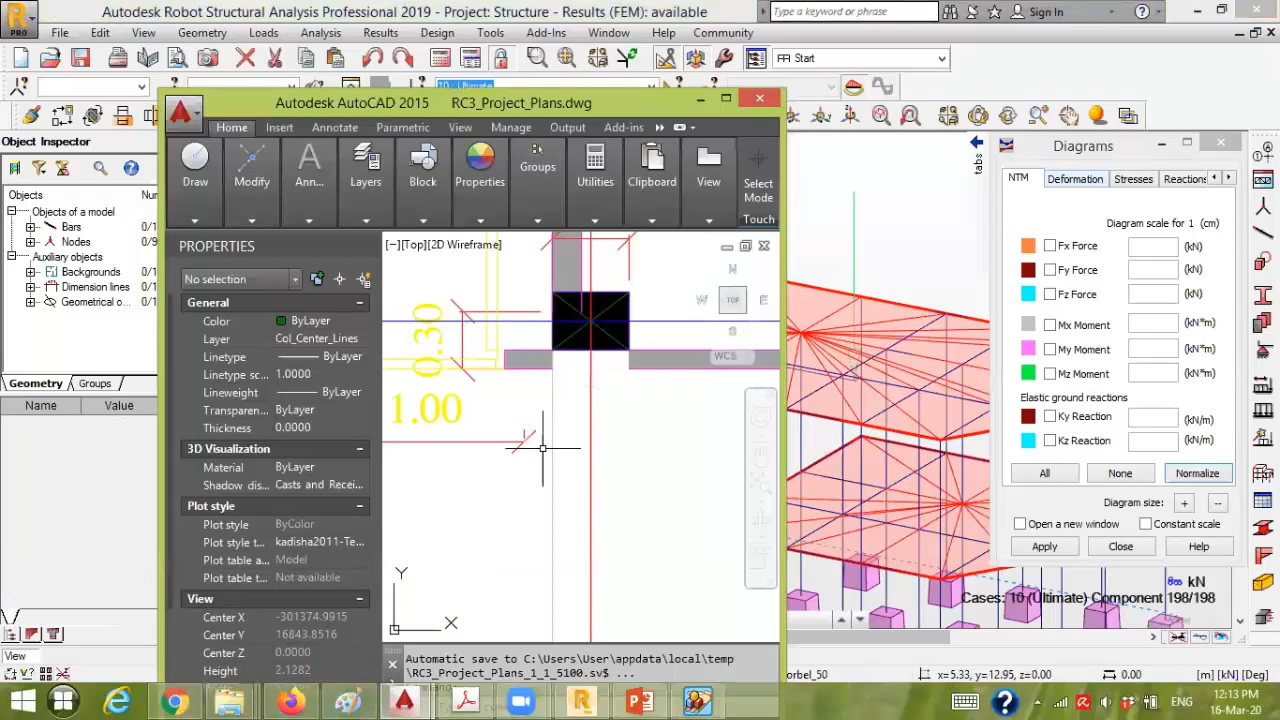 Autodesk Robot Structural Analysis Professional 2019 - Project: Structure - Results (FEM): available
Type a keyword or phrase
Sign In
PRO
File Edit View Geometry Loads Analysis Results Design Tools Add-Ins Window Help Community
Start
10 : Ultimate
Object Inspector
Objects
Objects of a model
Bars
0/1
Nodes
0/9
Auxiliary objects
Backgrounds
0/1
Geometrical o
0/1
Geometry Groups
Name Value
View
Autodesk AutoCAD 2015 RC3_Project_Plans.dwg
Home Insert Annotate Parametric View Manage Output Add-ins
Draw
Modify
Ann...
Layers
Block
Properties
Groups
Utilities
Clipboard
View
Select
Mode
Touch
PROPERTIES
No selection
General
Color ByLayer
Layer Col_Center_Lines
Linetype ByLayer
Linetype sc... 1.0000
Lineweight ByLayer
Transparen... ByLayer
Thickness 0.0000
3D Visualization
Material ByLayer
Shadow dis... Casts and Recei...
Plot style
Plot style ByColor
Plot style t... kadisha2011-Te...
Plot table a... Model
Plot table t... Not available
View
Center X -301374.9915
Center Y 16843.8516
Center Z 0.0000
Height 2.1282
[−][Top][2D Wireframe]
N
W TOP E
S
WCS
0.30
1.00
Y
X
Automatic save to C:\Users\User\appdata\local\temp
\RC3_Project_Plans_1_1_5100.sv$ ...
tabs
Diagrams
NTM Deformation Stresses Reactions
Diagram scale for 1 (cm)
Fx Force (kN)
Fy Force (kN)
Fz Force (kN)
Mx Moment (kN*m)
My Moment (kN*m)
Mz Moment (kN*m)
Elastic ground reactions
Ky Reaction (kN/m)
Kz Reaction (kN/m)
All None Normalize
Diagram size: + --
Open a new window Constant scale
Apply Close Help
kN
Cases: 10 (Ultimate) Component 198/198
orbel_50
x=5.33, y=12.95, z=0.00
0.00
[m] [kN] [Deg]
ENG
12:13 PM
16-Mar-20